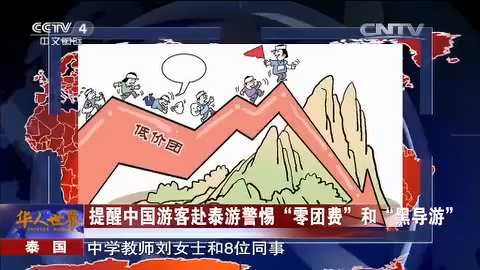 CCTV 4
中文国际
CNTV
低价团
华人世界
提醒中国游客赴泰游警惕“零团费”和“黑导游”
泰国
中学教师刘女士和8位同事